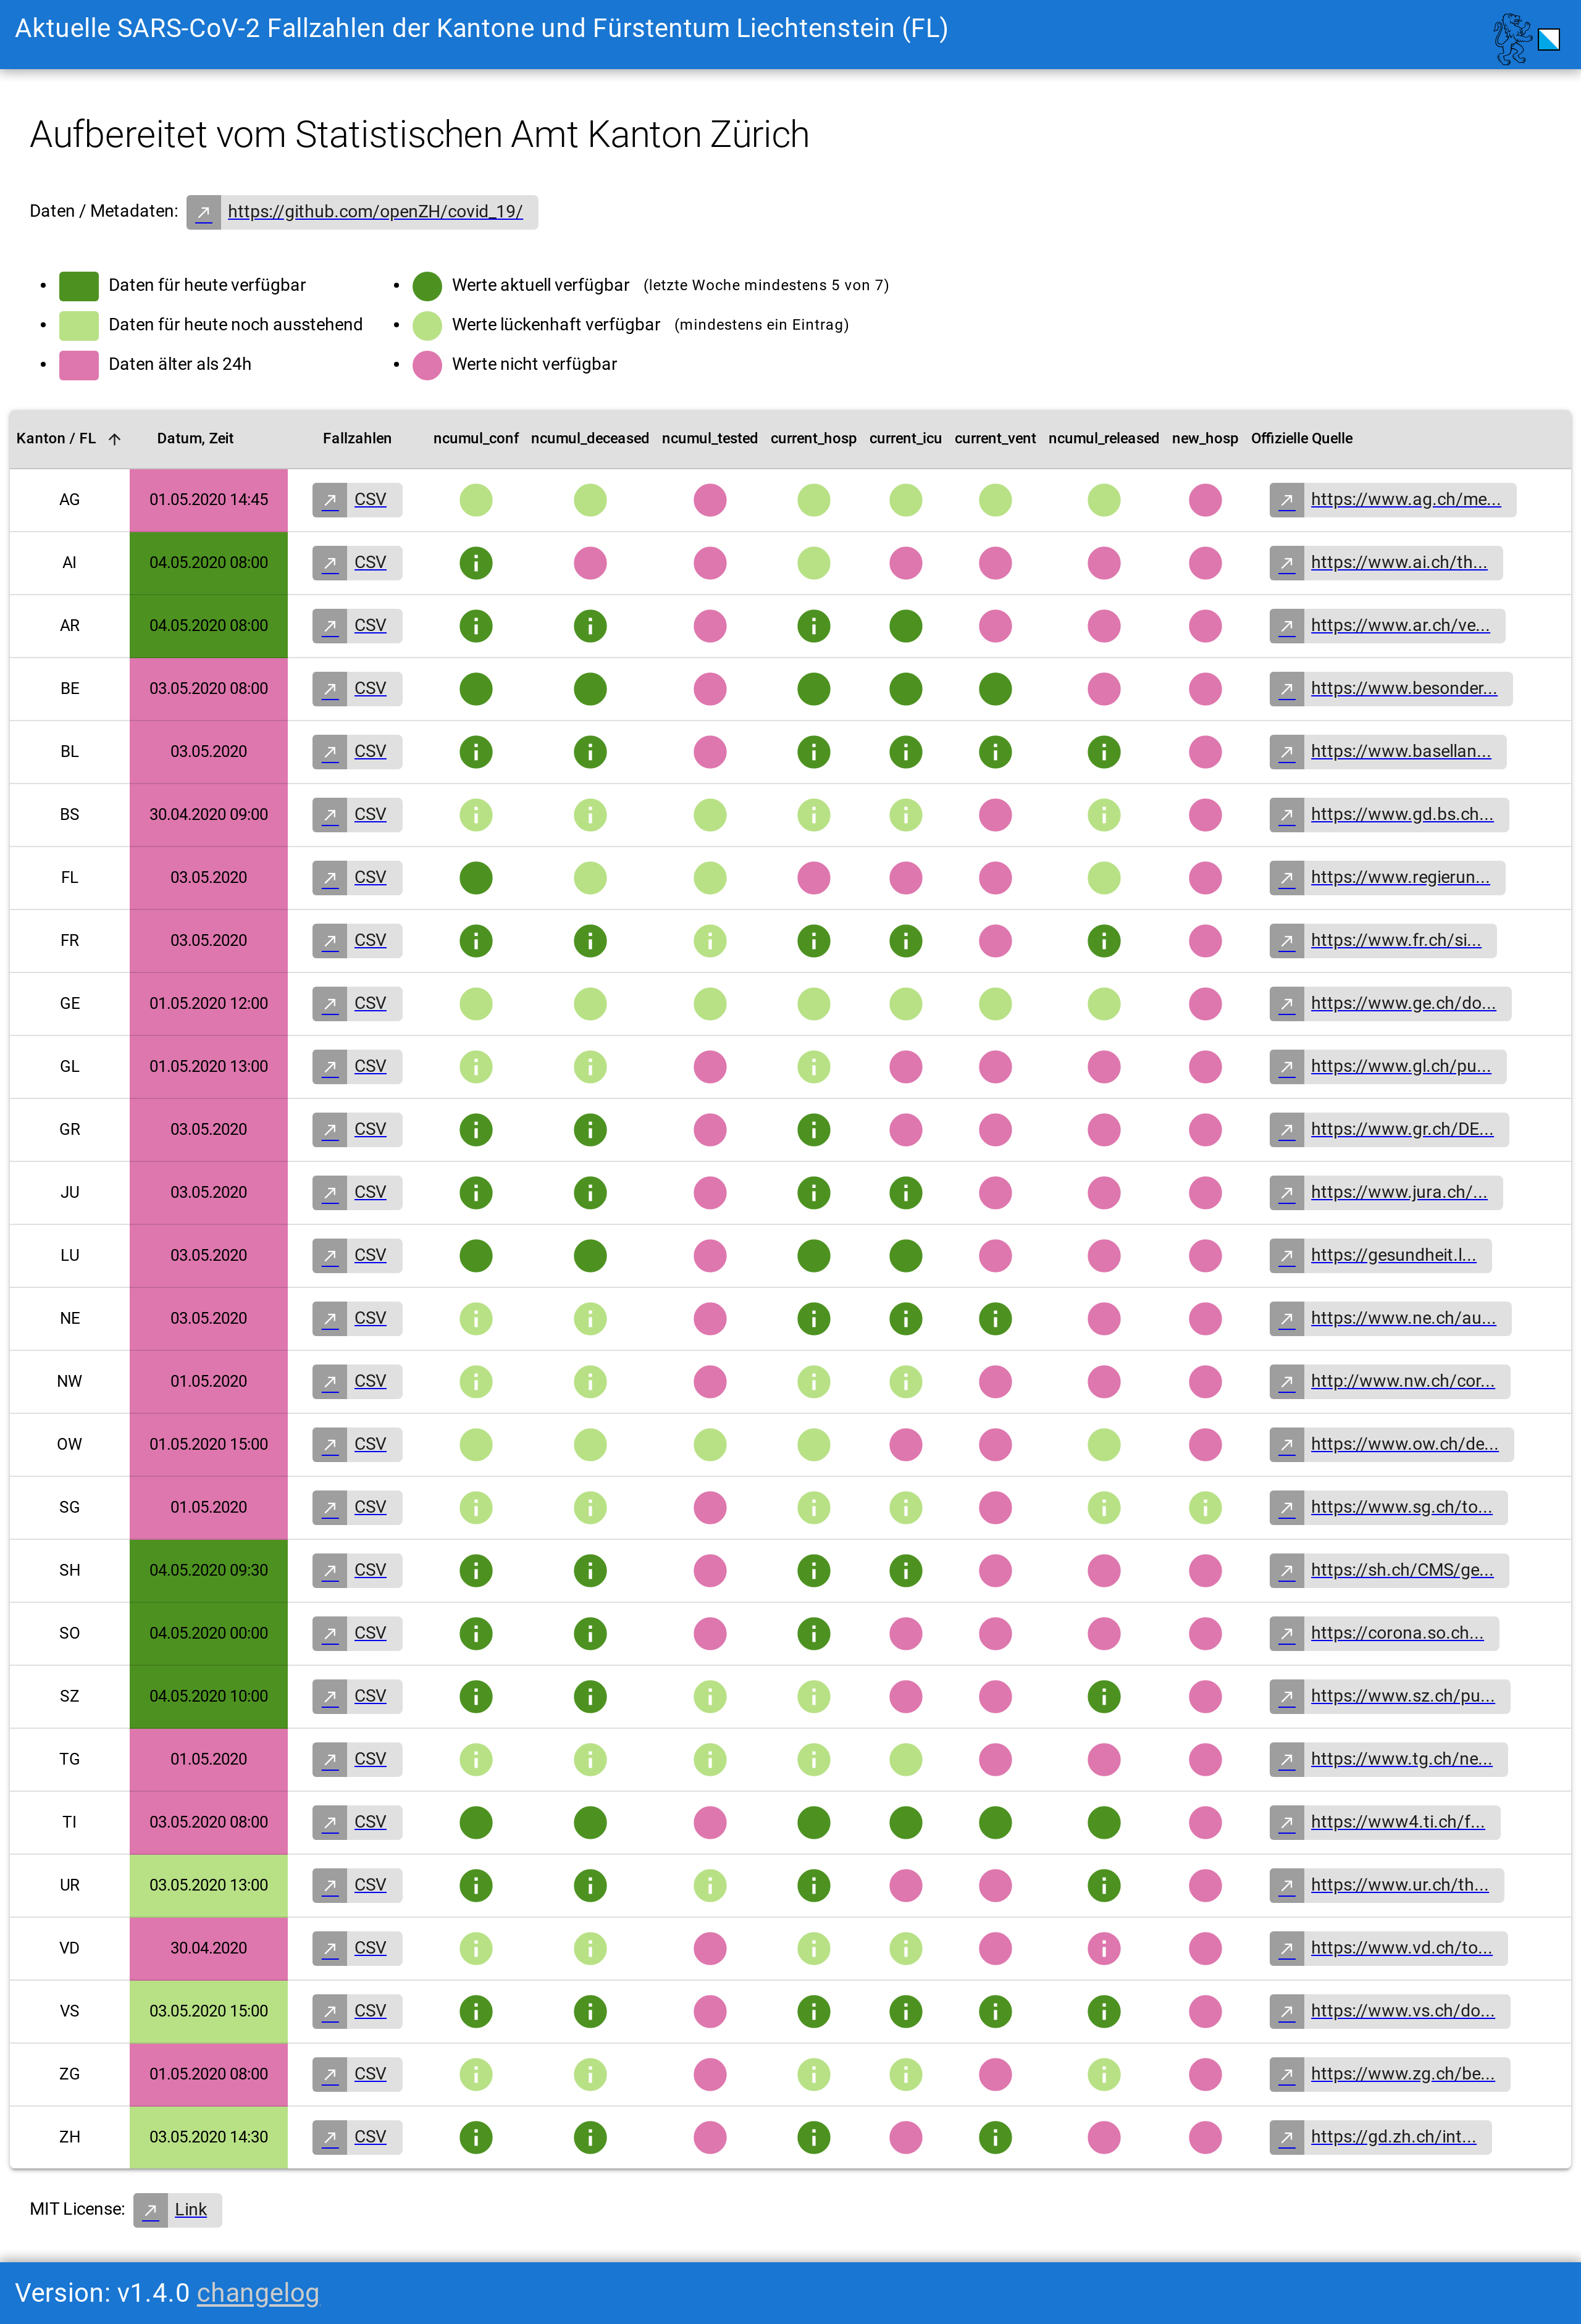 Aktuelle SARS-CoV-2 Fallzahlen der Kantone und Fürstentum Liechtenstein (FL)
Aufbereitet vom Statistischen Amt Kanton Zürich
Daten / Metadaten: https://github.com/openZH/covid_19/
Daten für heute verfügbar
Daten für heute noch ausstehend
Daten älter als 24h
Werte aktuell verfügbar (letzte Woche mindestens 5 von 7)
Werte lückenhaft verfügbar (mindestens ein Eintrag)
Werte nicht verfügbar
Kanton / FL Datum, Zeit Fallzahlen ncumul_conf ncumul_deceased ncumul_tested current_hosp current_icu current_vent ncumul_released new_hosp Offizielle Quelle
AG 01.05.2020 14:45 CSV https://www.ag.ch/me...
AI 04.05.2020 08:00 CSV https://www.ai.ch/th...
AR 04.05.2020 08:00 CSV https://www.ar.ch/ve...
BE 03.05.2020 08:00 CSV https://www.besonder...
BL 03.05.2020 CSV https://www.basellan...
BS 30.04.2020 09:00 CSV https://www.gd.bs.ch...
FL 03.05.2020 CSV https://www.regierun...
FR 03.05.2020 CSV https://www.fr.ch/si...
GE 01.05.2020 12:00 CSV https://www.ge.ch/do...
GL 01.05.2020 13:00 CSV https://www.gl.ch/pu...
GR 03.05.2020 CSV https://www.gr.ch/DE...
JU 03.05.2020 CSV https://www.jura.ch/...
LU 03.05.2020 CSV https://gesundheit.l...
NE 03.05.2020 CSV https://www.ne.ch/au...
NW 01.05.2020 CSV http://www.nw.ch/cor...
OW 01.05.2020 15:00 CSV https://www.ow.ch/de...
SG 01.05.2020 CSV https://www.sg.ch/to...
SH 04.05.2020 09:30 CSV https://sh.ch/CMS/ge...
SO 04.05.2020 00:00 CSV https://corona.so.ch...
SZ 04.05.2020 10:00 CSV https://www.sz.ch/pu...
TG 01.05.2020 CSV https://www.tg.ch/ne...
TI 03.05.2020 08:00 CSV https://www4.ti.ch/f...
UR 03.05.2020 13:00 CSV https://www.ur.ch/th...
VD 30.04.2020 CSV https://www.vd.ch/to...
VS 03.05.2020 15:00 CSV https://www.vs.ch/do...
ZG 01.05.2020 08:00 CSV https://www.zg.ch/be...
ZH 03.05.2020 14:30 CSV https://gd.zh.ch/int...
MIT License: Link
Version: v1.4.0 changelog